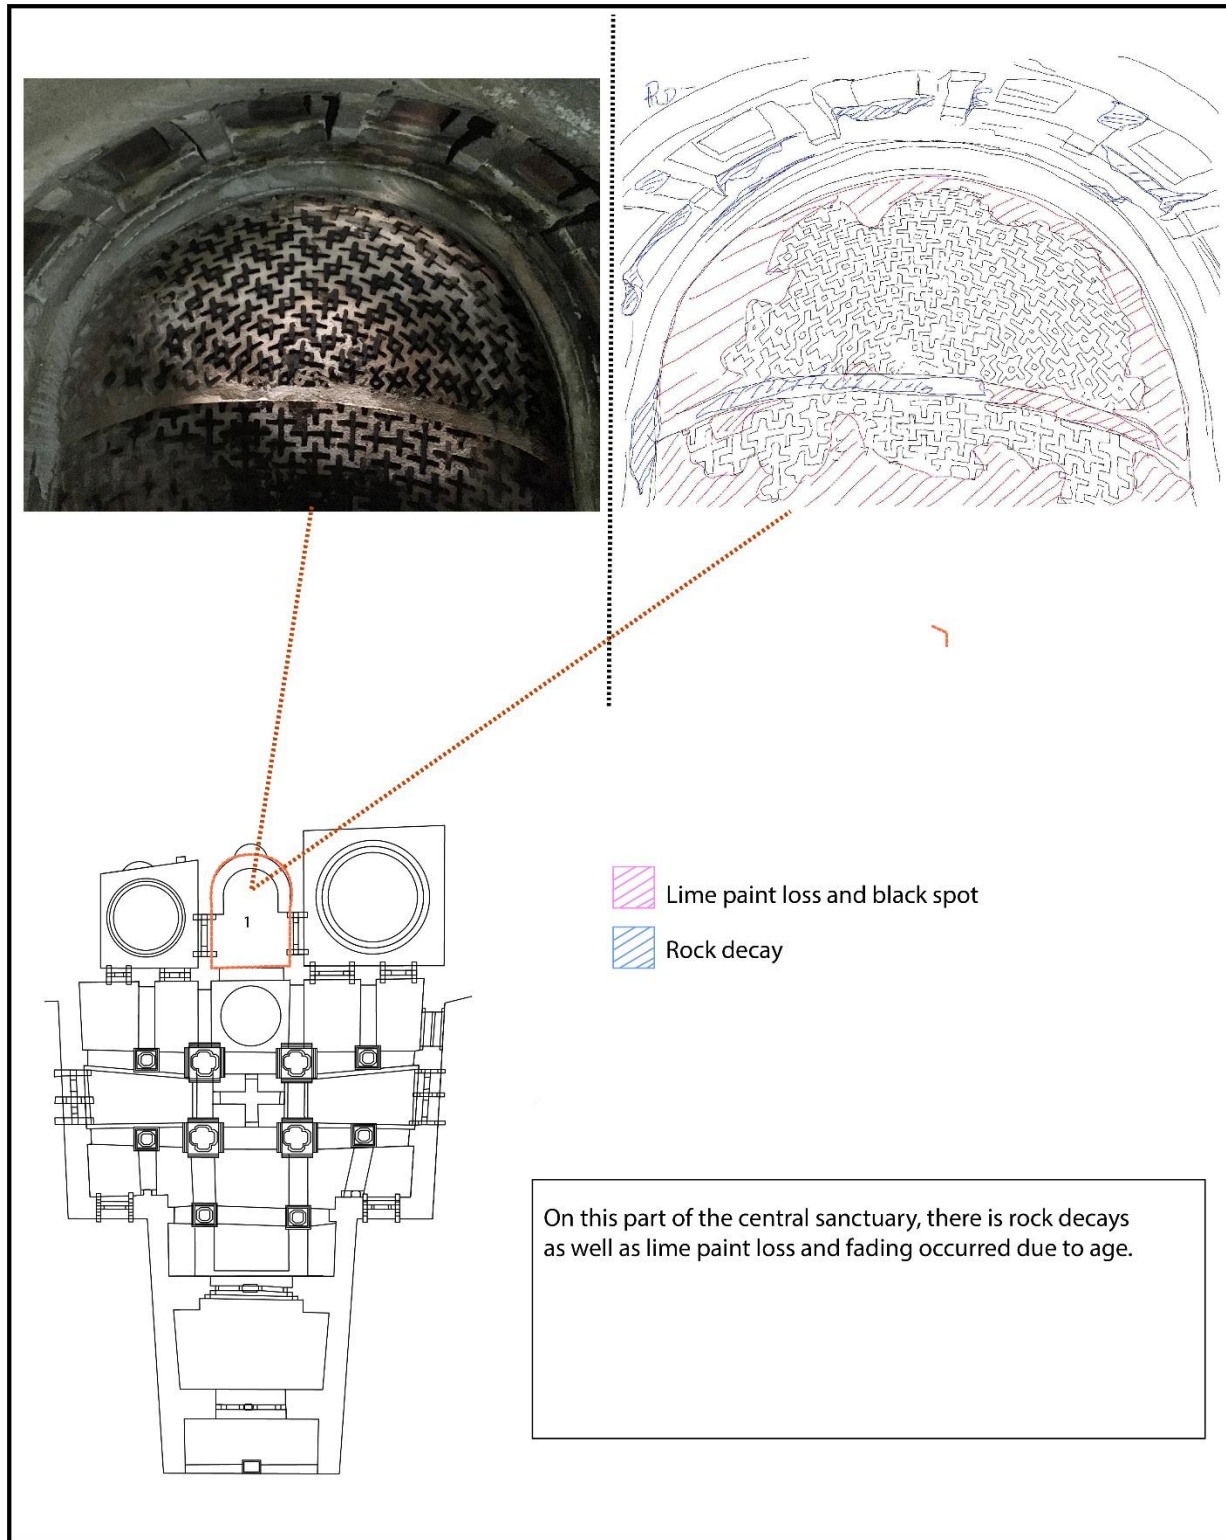 RD
1
Lime paint loss and black spot
Rock decay
On this part of the central sanctuary, there is rock decays
as well as lime paint loss and fading occurred due to age.